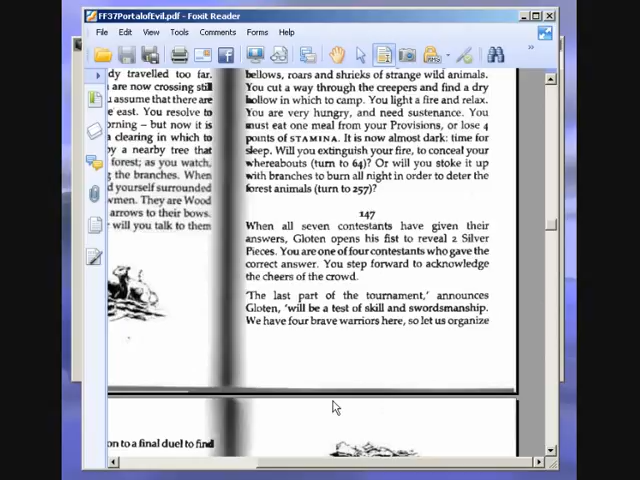 FF37PortalofEvil.pdf - Foxit Reader
File Edit View Tools Comments Forms Help
dy travelled too far.
are now crossing still
assume that there are
east. You resolve to
orning – but now it is
a clearing in which to
by a nearby tree that
forest; as you watch,
g the branches. When
d yourself surrounded
wmen. They are Wood
arrows to their bows.
will you talk to them
bellows, roars and shrieks of strange wild animals.
You cut a way through the creepers and find a dry
hollow in which to camp. You light a fire and relax.
You are very hungry, and need sustenance. You
must eat one meal from your Provisions, or lose 4
points of STAMINA. It is now almost dark: time for
sleep. Will you extinguish your fire, to conceal your
whereabouts (turn to 64)? Or will you stoke it up
with branches to burn all night in order to deter the
forest animals (turn to 257)?
147
When all seven contestants have given their
answers, Gloten opens his fist to reveal 2 Silver
Pieces. You are one of four contestants who gave the
correct answer. You step forward to acknowledge
the cheers of the crowd.
'The last part of the tournament,' announces
Gloten, 'will be a test of skill and swordsmanship.
We have four brave warriors here, so let us organize
on to a final duel to find